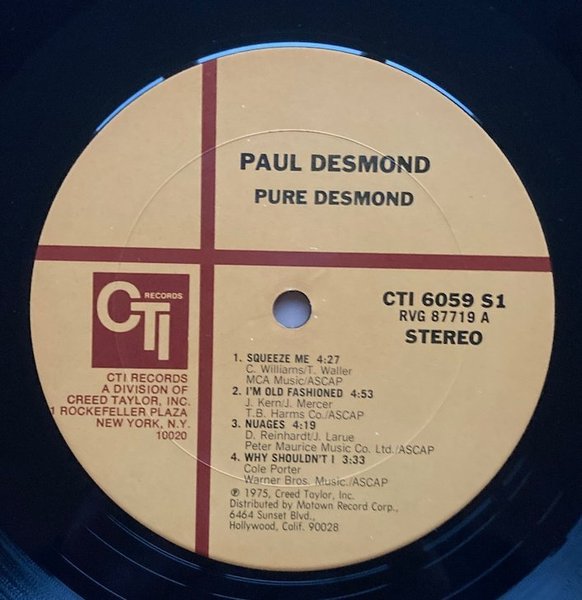 PAUL DESMOND
PURE DESMOND
CTI RECORDS
CTI RECORDS
A DIVISION OF
CREED TAYLOR, INC.
1 ROCKEFELLER PLAZA
NEW YORK, N.Y.
10020
CTI 6059 S1
RVG 87719 A
STEREO
1. SQUEEZE ME 4:27
C. Williams/T. Waller
MCA Music/ASCAP
2. I'M OLD FASHIONED 4:53
J. Kern/J. Mercer
T.B. Harms Co./ASCAP
3. NUAGES 4:19
D. Reinhardt/J. Larue
Peter Maurice Music Co. Ltd./ASCAP
4. WHY SHOULDN'T I 3:33
Cole Porter
Warner Bros. Music./ASCAP
℗ 1975, Creed Taylor, Inc.
Distributed by Motown Record Corp.,
6464 Sunset Blvd.,
Hollywood, Calif. 90028